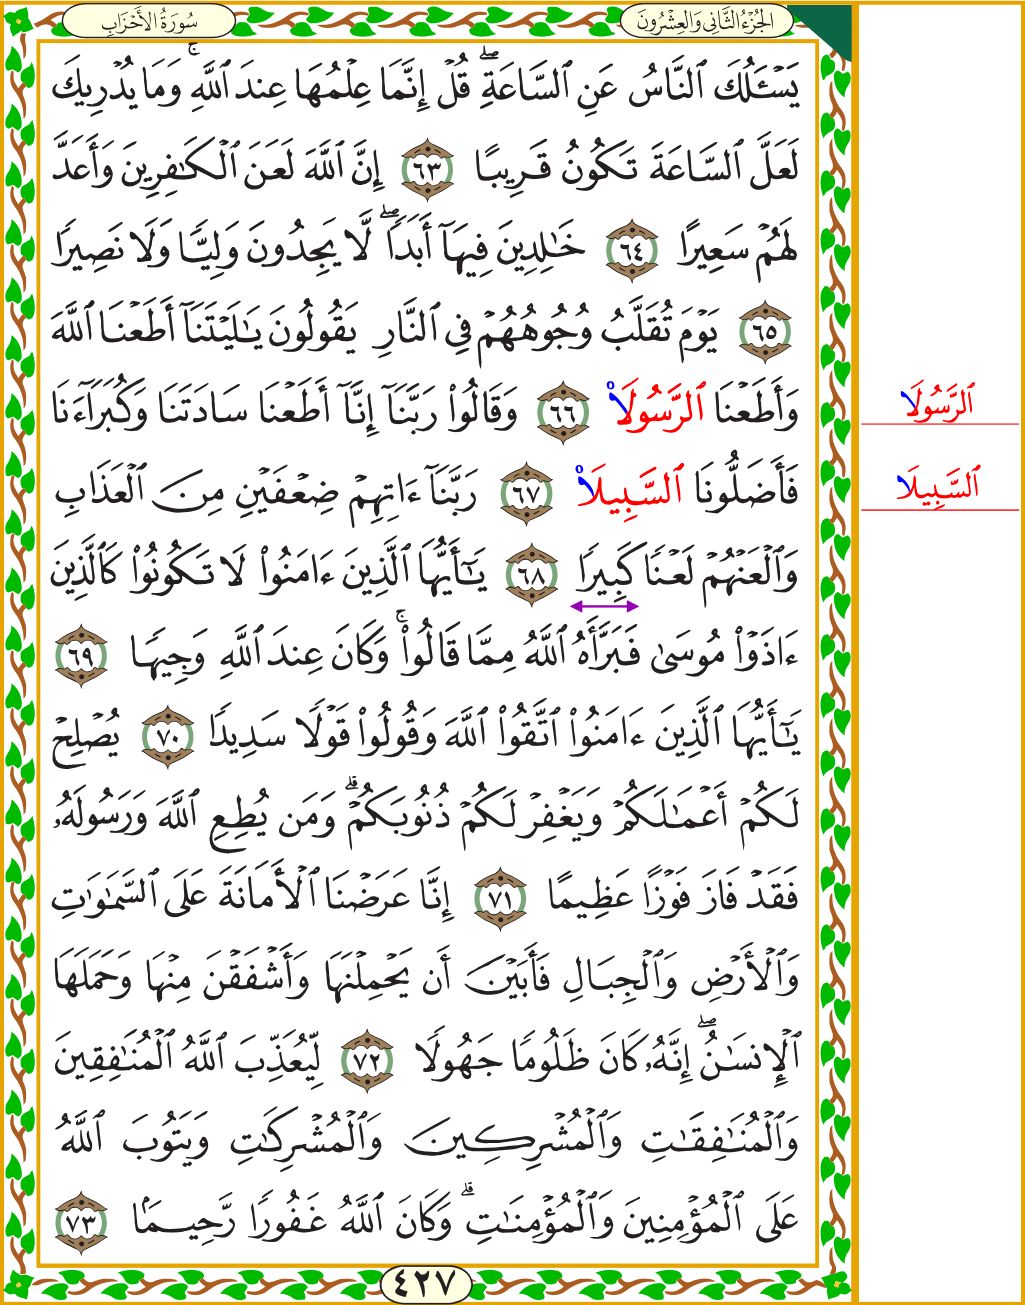 الجُزْءُ الثَّانِي وَالعِشْرُونَ
سُورَةُ الأَحْزَابِ
يَسْـَٔلُكَ ٱلنَّاسُ عَنِ ٱلسَّاعَةِۖ قُلْ إِنَّمَا عِلْمُهَا عِندَ ٱللَّهِۚ وَمَا يُدْرِيكَ
لَعَلَّ ٱلسَّاعَةَ تَكُونُ قَرِيبًا ٦٣ إِنَّ ٱللَّهَ لَعَنَ ٱلْكَـٰفِرِينَ وَأَعَدَّ
لَهُمْ سَعِيرًا ٦٤ خَـٰلِدِينَ فِيهَآ أَبَدًاۖ لَّا يَجِدُونَ وَلِيًّا وَلَا نَصِيرًا
٦٥ يَوْمَ تُقَلَّبُ وُجُوهُهُمْ فِى ٱلنَّارِ يَقُولُونَ يَـٰلَيْتَنَآ أَطَعْنَا ٱللَّهَ
وَأَطَعْنَا ٱلرَّسُولَا۠ ٦٦ وَقَالُوا۟ رَبَّنَآ إِنَّآ أَطَعْنَا سَادَتَنَا وَكُبَرَآءَنَا
ٱلرَّسُولَا
فَأَضَلُّونَا ٱلسَّبِيلَا۠ ٦٧ رَبَّنَآ ءَاتِهِمْ ضِعْفَيْنِ مِنَ ٱلْعَذَابِ
ٱلسَّبِيلَا
وَٱلْعَنْهُمْ لَعْنًا كَبِيرًا ٦٨ يَـٰٓأَيُّهَا ٱلَّذِينَ ءَامَنُوا۟ لَا تَكُونُوا۟ كَٱلَّذِينَ
ءَاذَوْا۟ مُوسَىٰ فَبَرَّأَهُ ٱللَّهُ مِمَّا قَالُوا۟ۚ وَكَانَ عِندَ ٱللَّهِ وَجِيهًا ٦٩
يَـٰٓأَيُّهَا ٱلَّذِينَ ءَامَنُوا۟ ٱتَّقُوا۟ ٱللَّهَ وَقُولُوا۟ قَوْلًا سَدِيدًا ٧٠ يُصْلِحْ
لَكُمْ أَعْمَـٰلَكُمْ وَيَغْفِرْ لَكُمْ ذُنُوبَكُمْۗ وَمَن يُطِعِ ٱللَّهَ وَرَسُولَهُۥ
فَقَدْ فَازَ فَوْزًا عَظِيمًا ٧١ إِنَّا عَرَضْنَا ٱلْأَمَانَةَ عَلَى ٱلسَّمَـٰوَٰتِ
وَٱلْأَرْضِ وَٱلْجِبَالِ فَأَبَيْنَ أَن يَحْمِلْنَهَا وَأَشْفَقْنَ مِنْهَا وَحَمَلَهَا
ٱلْإِنسَـٰنُۖ إِنَّهُۥ كَانَ ظَلُومًا جَهُولًا ٧٢ لِّيُعَذِّبَ ٱللَّهُ ٱلْمُنَـٰفِقِينَ
وَٱلْمُنَـٰفِقَـٰتِ وَٱلْمُشْرِكِينَ وَٱلْمُشْرِكَـٰتِ وَيَتُوبَ ٱللَّهُ
عَلَى ٱلْمُؤْمِنِينَ وَٱلْمُؤْمِنَـٰتِۗ وَكَانَ ٱللَّهُ غَفُورًا رَّحِيمًۢا ٧٣
٤٢٧